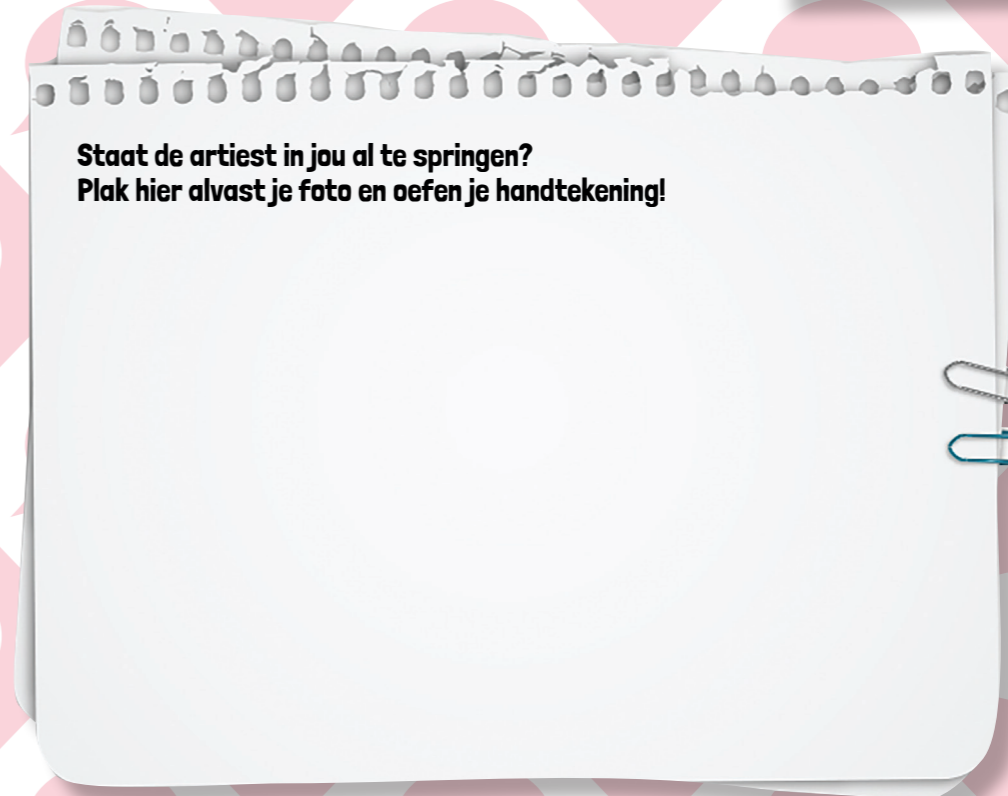 Staat de artiest in jou al te springen?
Plak hier alvast je foto en oefen je handtekening!